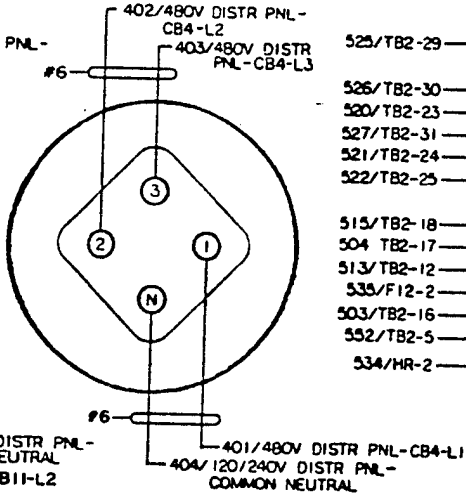 402/480V DISTR PNL-
CB4-L2
PNL-
403/480V DISTR
PNL-CB4-L3
#6
3
2
1
N
#6
401/480V DISTR PNL-CB4-L1
404/120/240V DISTR PNL-
COMMON NEUTRAL
DISTR PNL-
EUTRAL
B11-L2
525/TB2-29
526/TB2-30
520/TB2-23
527/TB2-31
521/TB2-24
522/TB2-25
515/TB2-18
504 TB2-17
513/TB2-12
535/F12-2
503/TB2-16
552/TB2-5
534/HR-2